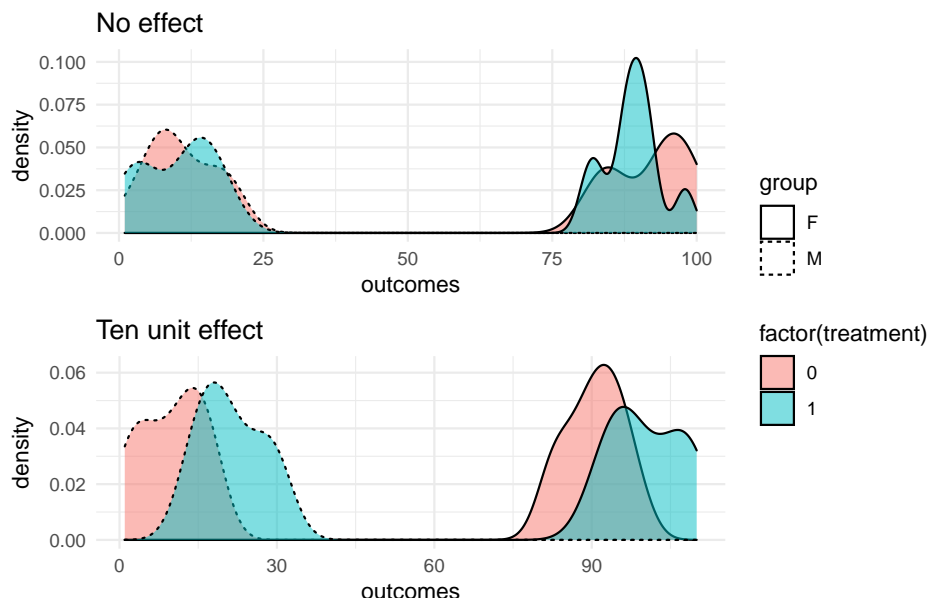 No effect
0.100
0.075
0.050
0.025
0.000
density
0 25 50 75 100
outcomes
Ten unit effect
0.06
0.04
0.02
0.00
density
0 30 60 90
outcomes
group
F
M
factor(treatment)
0
1